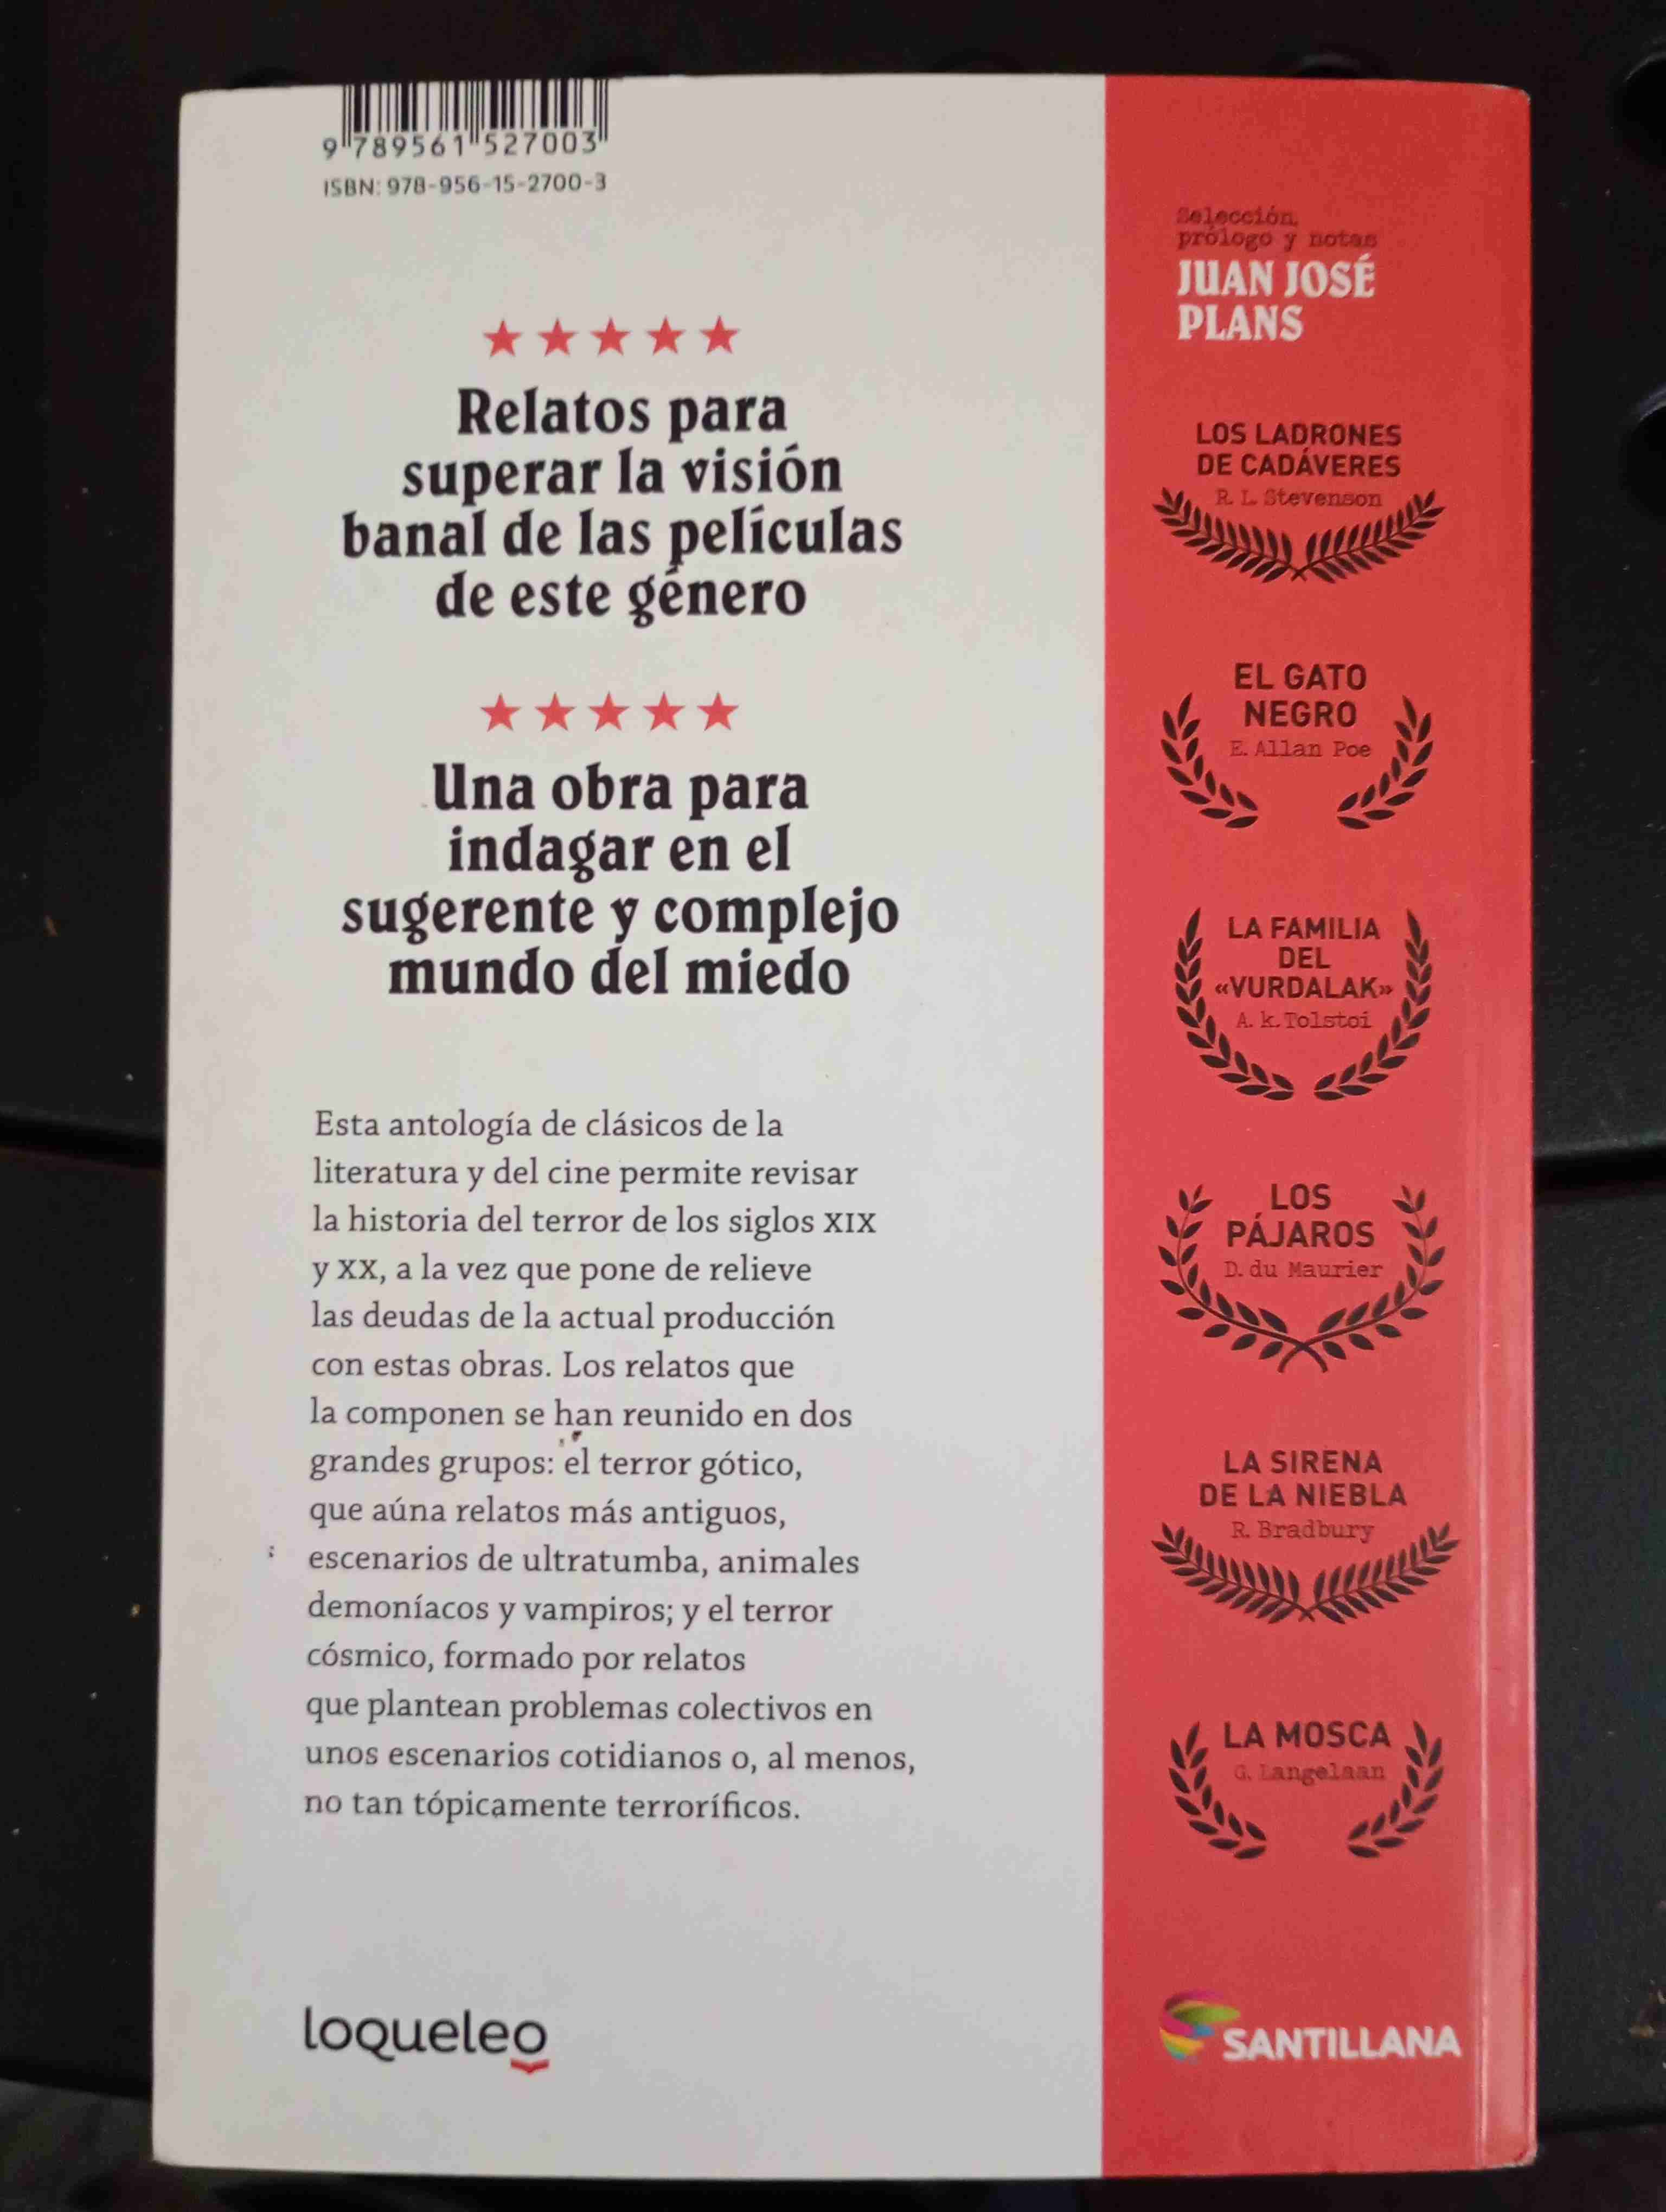 9 789561 527003
ISBN: 978-956-15-2700-3
Relatos para
superar la visión
banal de las películas
de este género
Una obra para
indagar en el
sugerente y complejo
mundo del miedo
Esta antología de clásicos de la
literatura y del cine permite revisar
la historia del terror de los siglos XIX
y XX, a la vez que pone de relieve
las deudas de la actual producción
con estas obras. Los relatos que
la componen se han reunido en dos
grandes grupos: el terror gótico,
que aúna relatos más antiguos,
escenarios de ultratumba, animales
demoníacos y vampiros; y el terror
cósmico, formado por relatos
que plantean problemas colectivos en
unos escenarios cotidianos o, al menos,
no tan tópicamente terroríficos.
loqueleo
Selección,
prólogo y notas
JUAN JOSÉ
PLANS
LOS LADRONES
DE CADÁVERES
R. L. Stevenson
EL GATO
NEGRO
E. Allan Poe
LA FAMILIA
DEL
«VURDALAK»
A. k. Tolstoi
LOS
PÁJAROS
D. du Maurier
LA SIRENA
DE LA NIEBLA
R. Bradbury
LA MOSCA
G. Langelaan
SANTILLANA